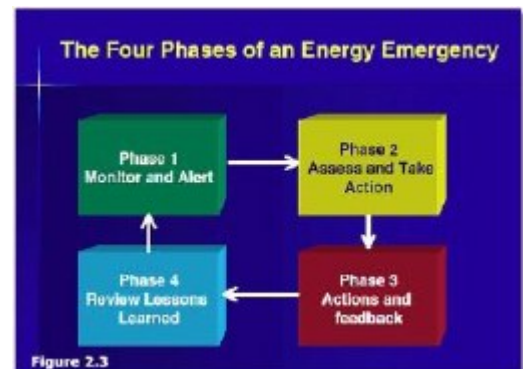 The Four Phases of an Energy Emergency
Phase 1
Monitor and Alert
Phase 2
Assess and Take
Action
Phase 3
Actions and
feedback
Phase 4
Review Lessons
Learned
Figure 2.3